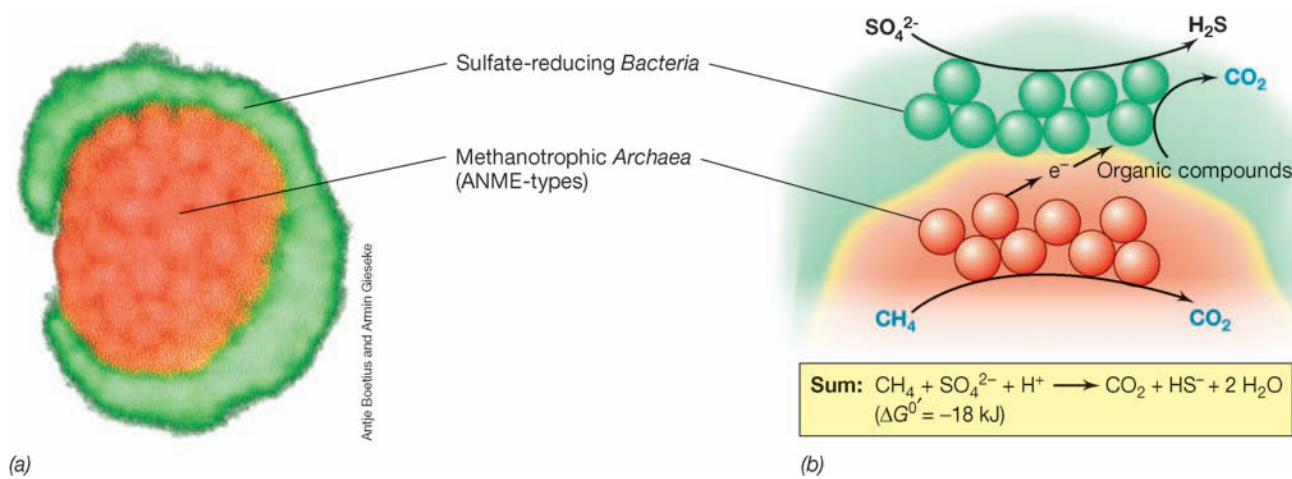 Sulfate-reducing Bacteria
Methanotrophic Archaea
(ANME-types)
Antje Boetius and Armin Gieseke
(a)
SO₄²⁻
H₂S
CO₂
e⁻
Organic compounds
CH₄
CO₂
Sum: CH₄ + SO₄²⁻ + H⁺ ⟶ CO₂ + HS⁻ + 2 H₂O
(ΔG⁰′ = –18 kJ)
(b)